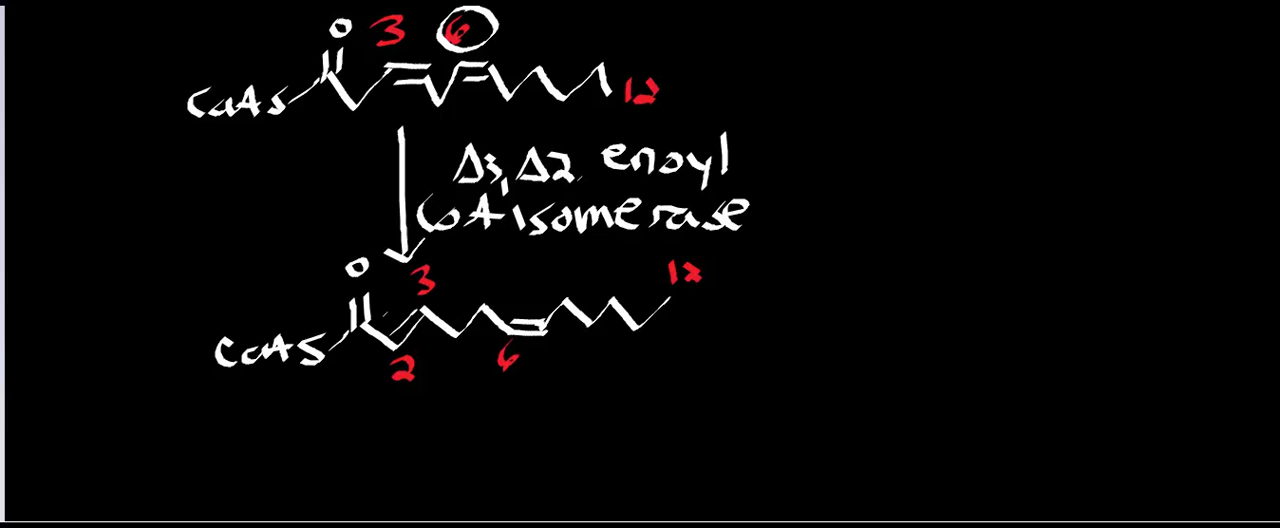 O 3 6
CoAS 12
Δ3,Δ2 enoyl
CoA isomerase
O 3 12
CoAS 2 6